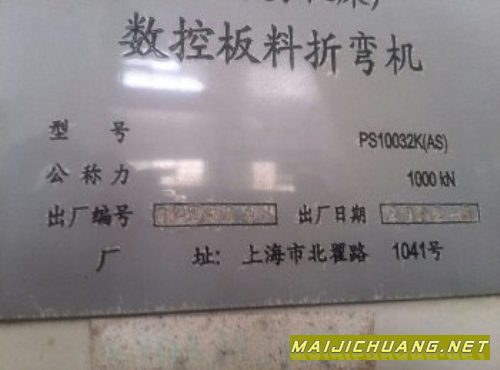 数控板料折弯机
型 号 PS10032K(AS)
公称力 1000 kN
出厂编号 出厂日期
厂 址: 上海市北翟路 1041号
MAIJICHUANG.NET